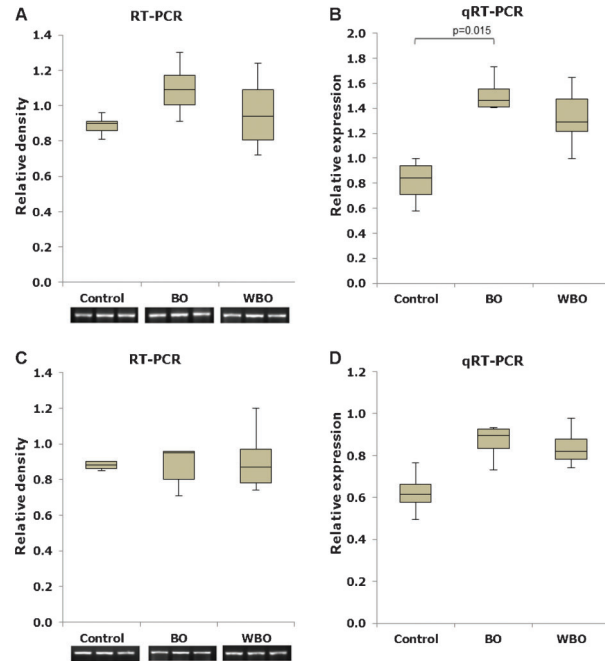 A
RT-PCR
1.4
1.2
1.0
0.8
0.6
0.4
0.2
0.0
Relative density
Control BO WBO
B
qRT-PCR
p=0.015
2.0
1.8
1.6
1.4
1.2
1.0
0.8
0.6
0.4
0.2
0.0
Relative expression
Control BO WBO
C
RT-PCR
1.4
1.2
1.0
0.8
0.6
0.4
0.2
0.0
Relative density
Control BO WBO
D
qRT-PCR
1.2
1.0
0.8
0.6
0.4
0.2
0.0
Relative expression
Control BO WBO